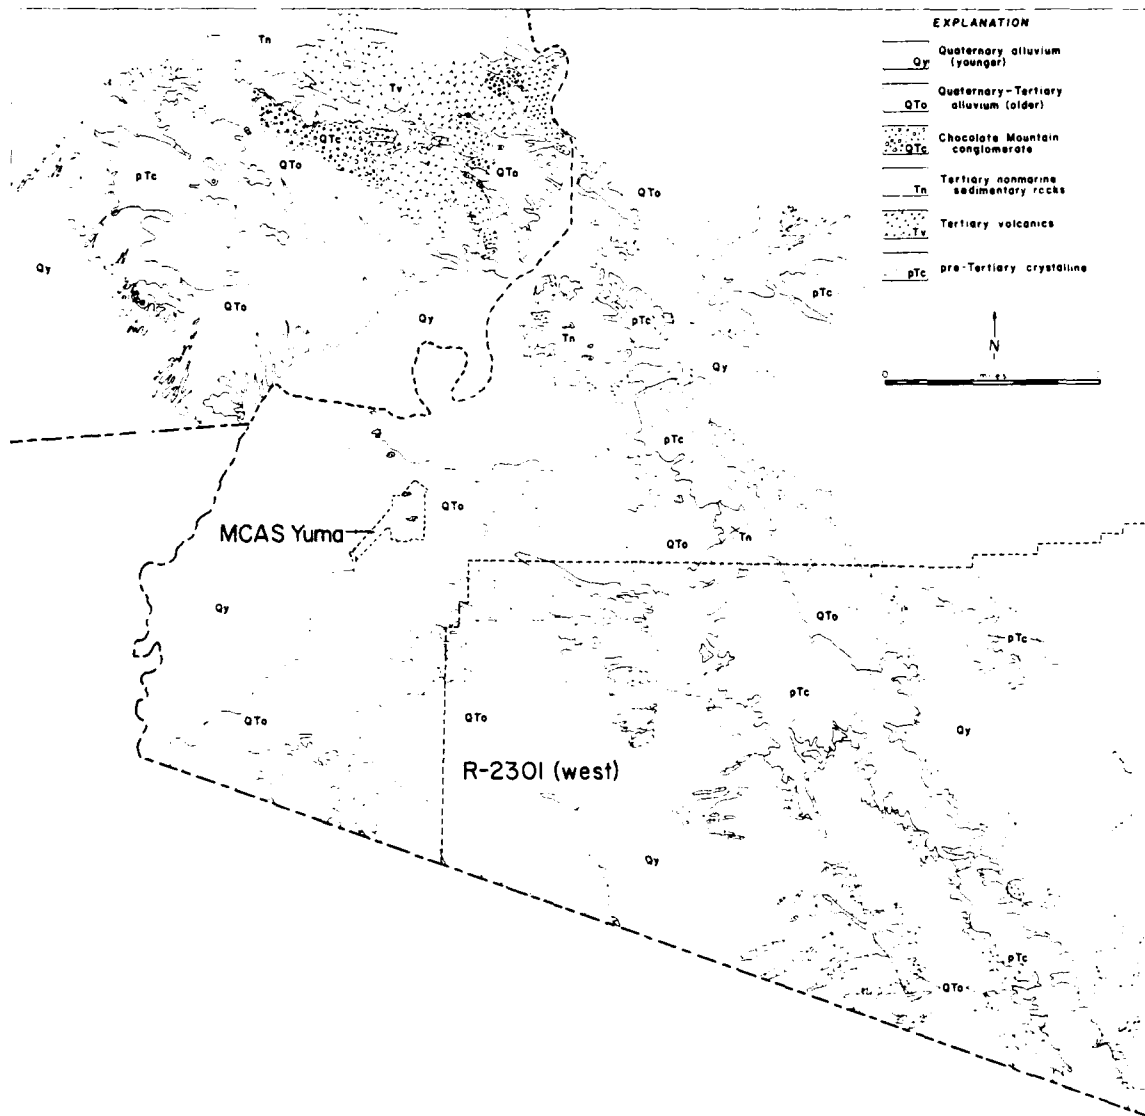 EXPLANATION
Qy Quaternary alluvium
(younger)
QTo Quaternary-Tertiary
alluvium (older)
QTc Chocolate Mountain
conglomerate
Tn Tertiary nonmarine
sedimentary rocks
Tv Tertiary volcanics
pTc pre-Tertiary crystalline
N
0
miles
Tn
Tv
QTc
QTo
QTo
pTc
QTo
Qy
QTo
pTc
Qy
pTc
Tn
Qy
pTc
QTo
MCAS Yuma
Tn
QTo
Qy
QTo
pTc
pTc
QTo
QTo
Qy
R-2301 (west)
Qy
pTc
QTo